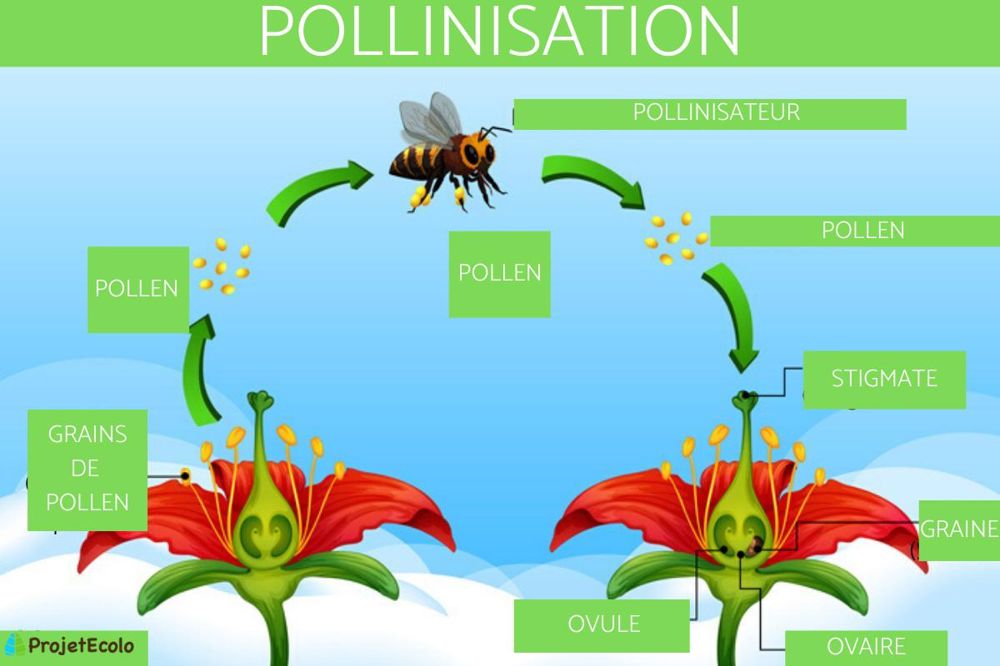 POLLINISATION
POLLINISATEUR
POLLEN
POLLEN
POLLEN
STIGMATE
GRAINS
DE
POLLEN
GRAINE
OVULE
OVAIRE
ProjetEcolo